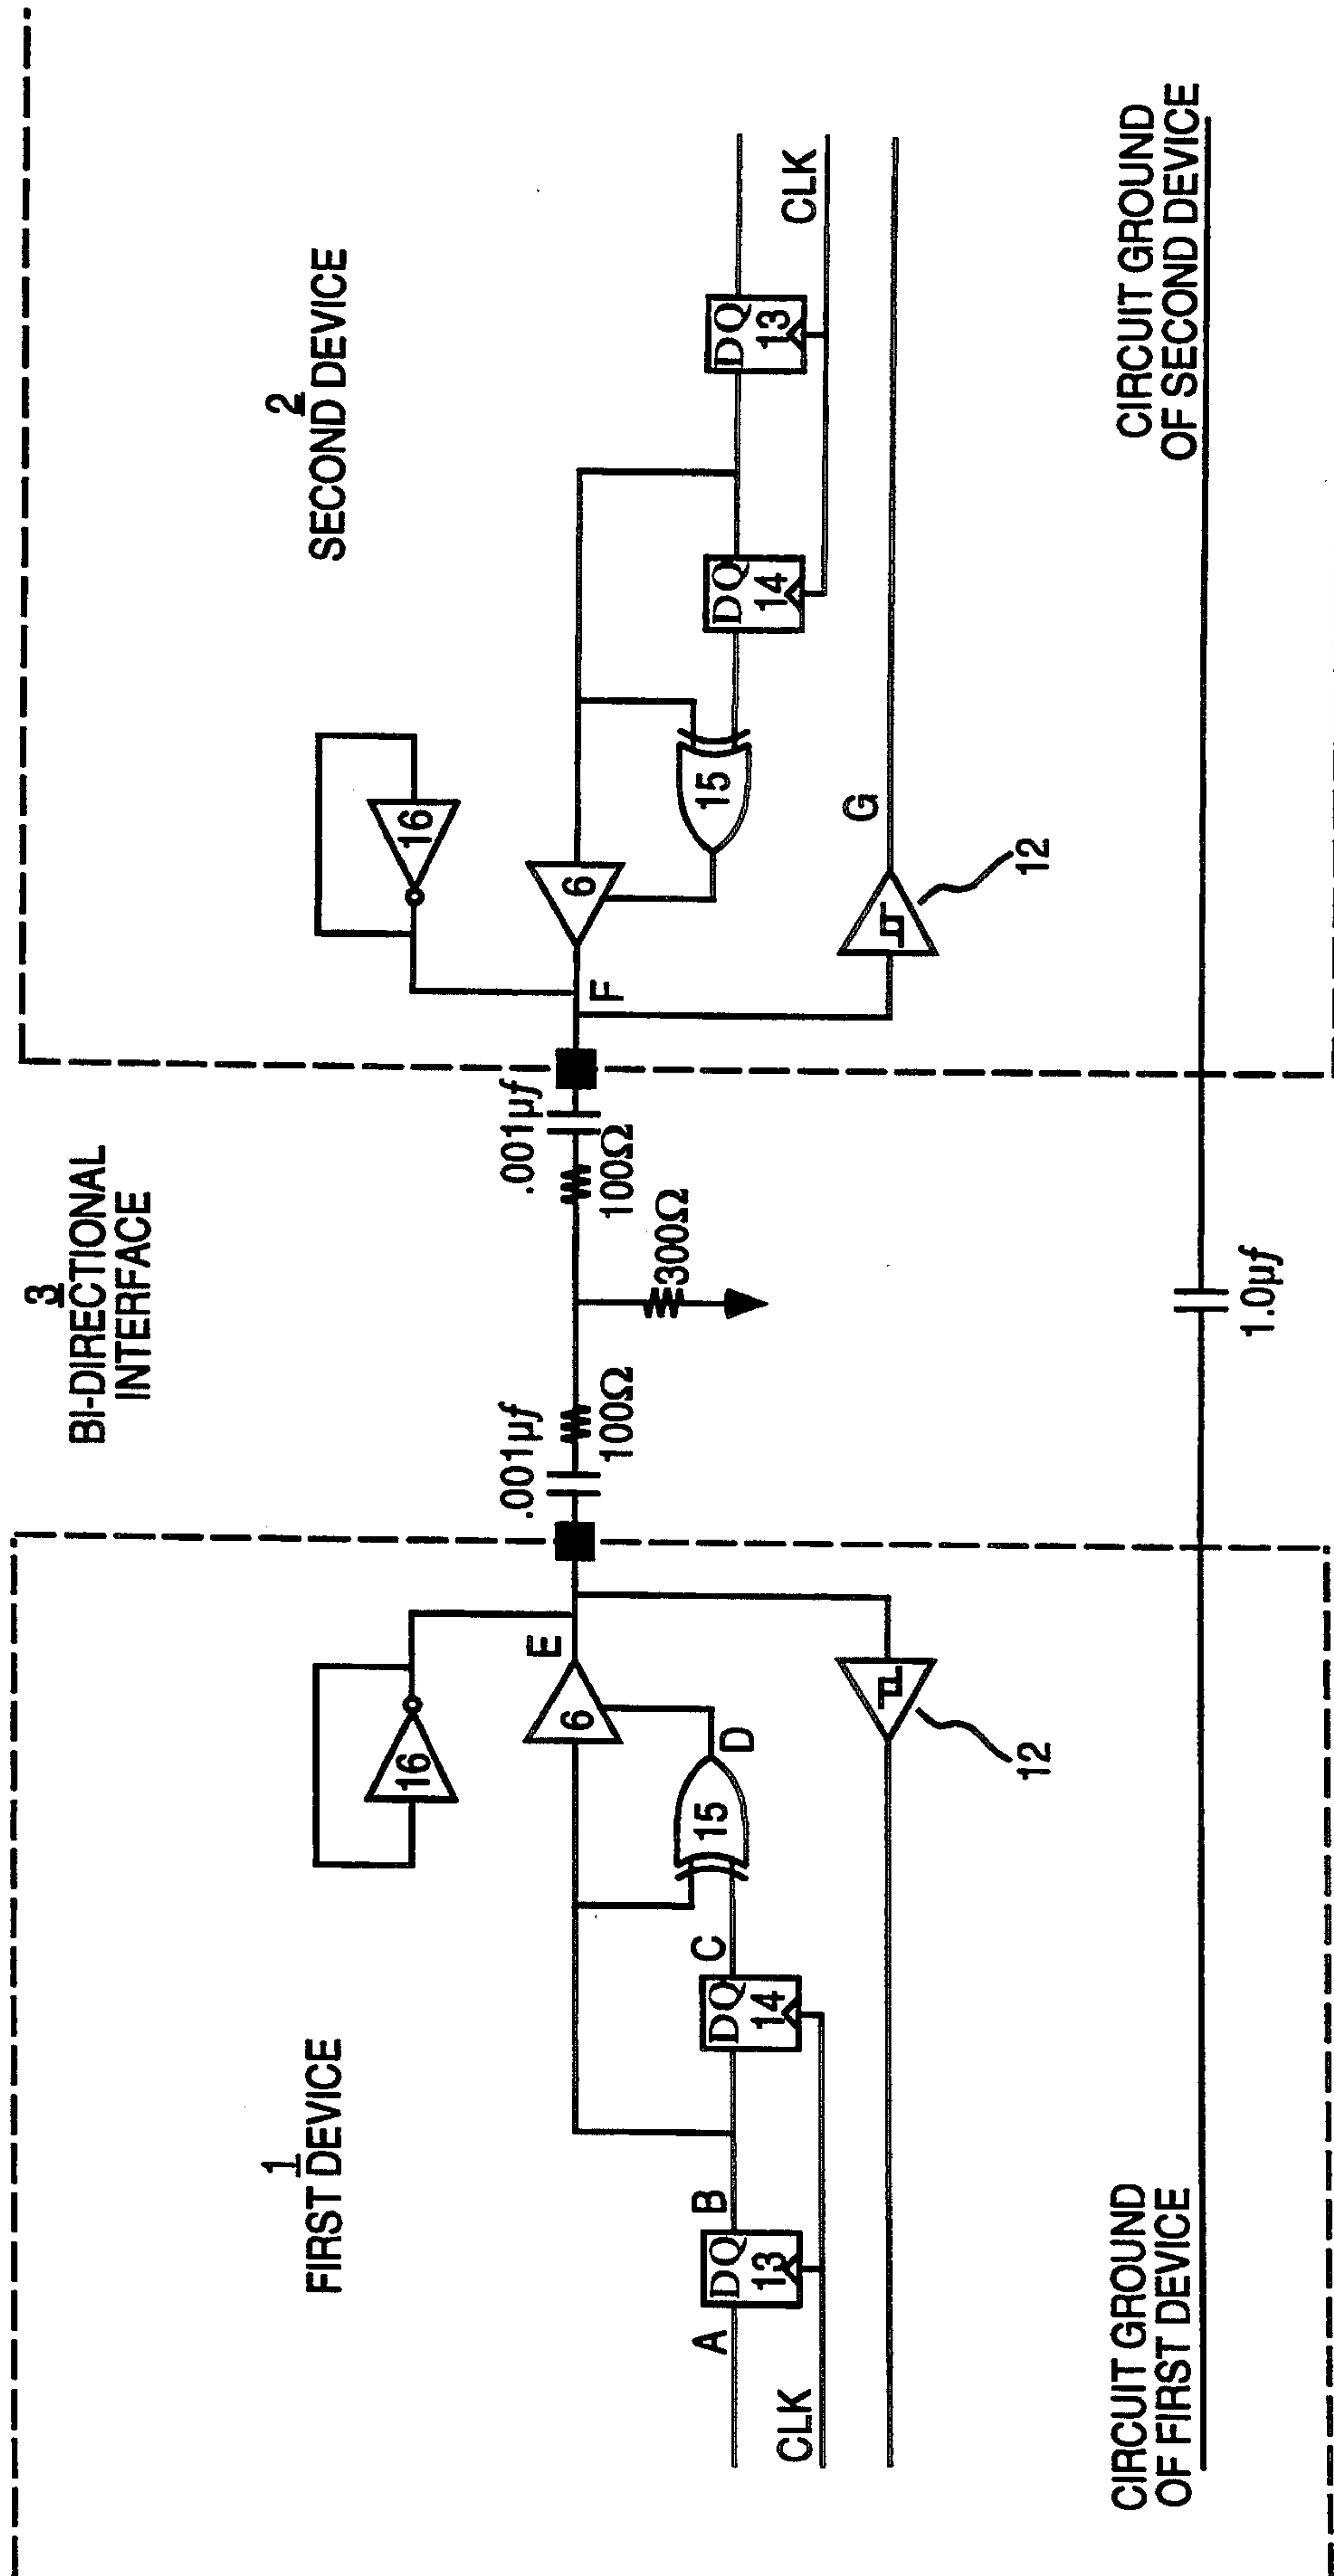 3
BI-DIRECTIONAL
INTERFACE
1
FIRST DEVICE
2
SECOND DEVICE
16
16
.001µf
100Ω
.001µf
100Ω
300Ω
6
E
F
6
A
DQ
13
B
DQ
14
C
15
D
15
DQ
14
DQ
13
CLK
CLK
12
G
12
CIRCUIT GROUND
OF FIRST DEVICE
1.0µf
CIRCUIT GROUND
OF SECOND DEVICE